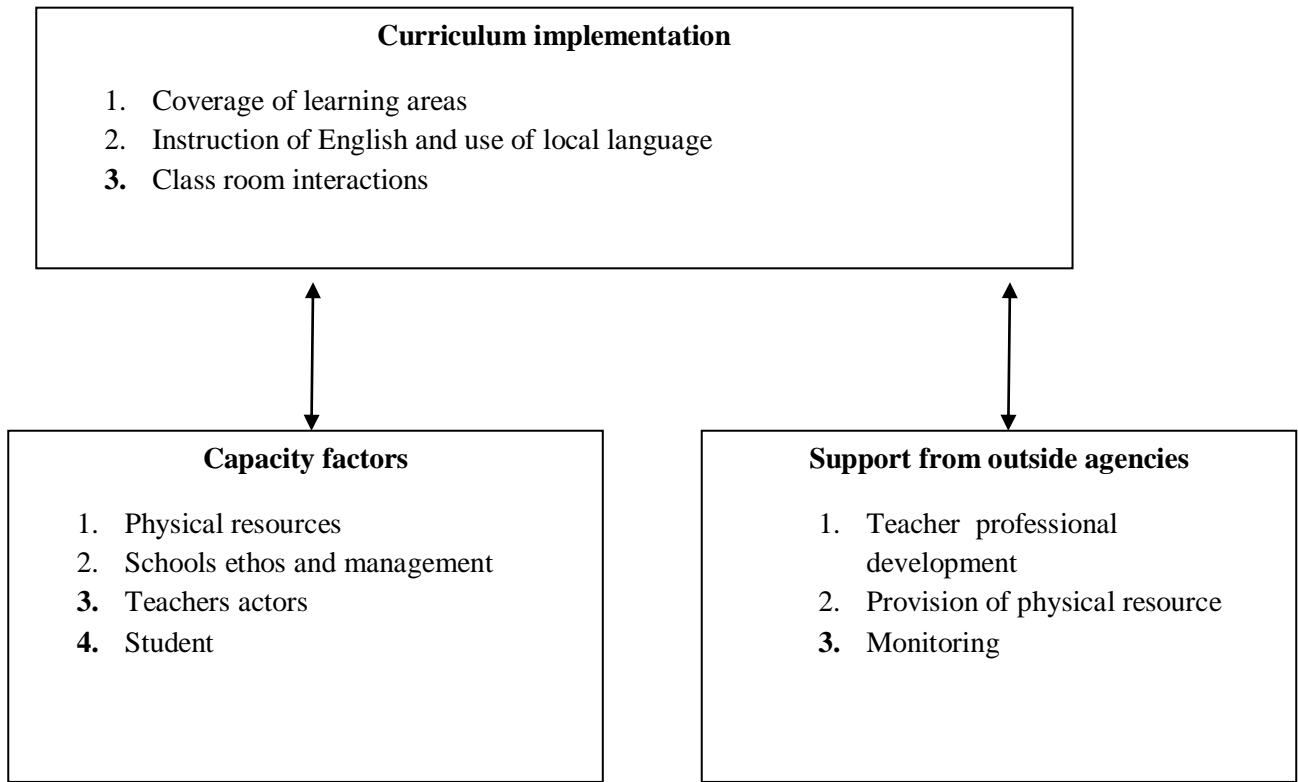 Curriculum implementation
1. Coverage of learning areas
2. Instruction of English and use of local language
3. Class room interactions
Capacity factors
1. Physical resources
2. Schools ethos and management
3. Teachers actors
4. Student
Support from outside agencies
1. Teacher professional
development
2. Provision of physical resource
3. Monitoring